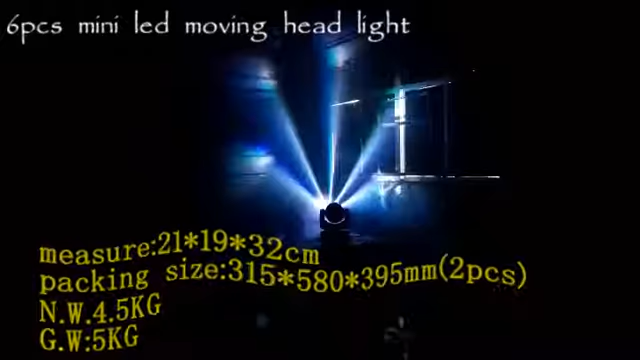 6pcs mini led moving head light
measure:21*19*32cm
packing size:315*580*395mm(2pcs)
N.W.4.5KG
G.W:5KG